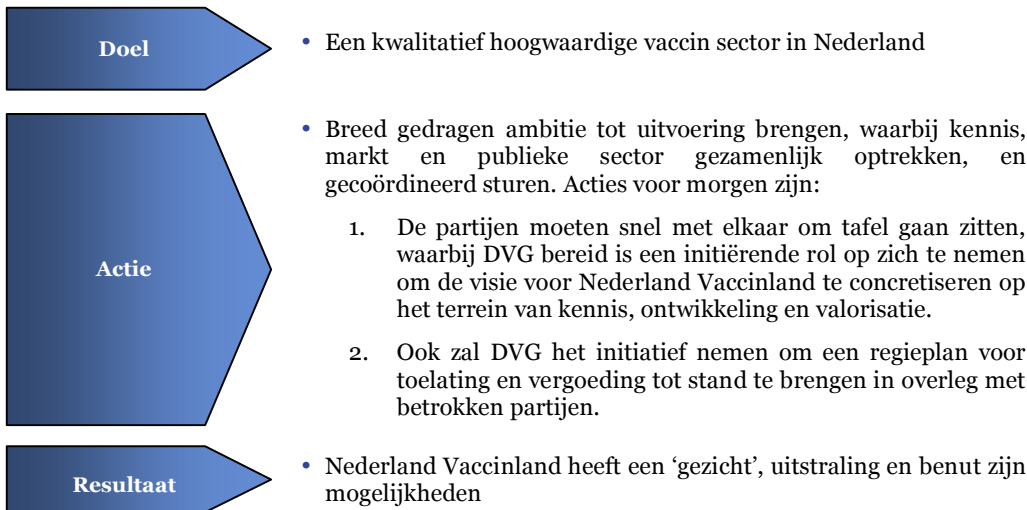 Doel
• Een kwalitatief hoogwaardige vaccin sector in Nederland
Actie
• Breed gedragen ambitie tot uitvoering brengen, waarbij kennis,
markt en publieke sector gezamenlijk optrekken, en
gecoördineerd sturen. Acties voor morgen zijn:
1. De partijen moeten snel met elkaar om tafel gaan zitten,
waarbij DVG bereid is een initiërende rol op zich te nemen
om de visie voor Nederland Vaccinland te concretiseren op
het terrein van kennis, ontwikkeling en valorisatie.
2. Ook zal DVG het initiatief nemen om een regieplan voor
toelating en vergoeding tot stand te brengen in overleg met
betrokken partijen.
Resultaat
• Nederland Vaccinland heeft een ‘gezicht’, uitstraling en benut zijn
mogelijkheden